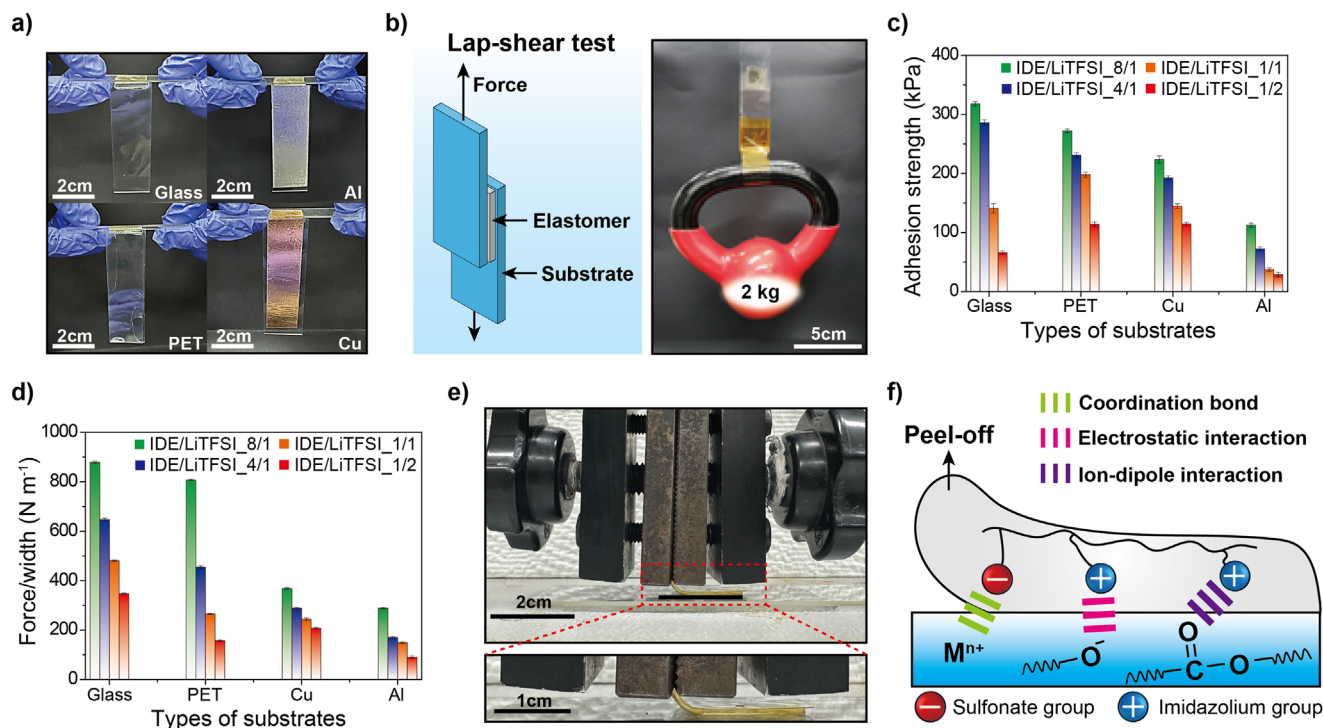 a)
2cm
Glass
2cm
Al
2cm
PET
2cm
Cu
b)
Lap-shear test
Force
Elastomer
Substrate
2 kg
5cm
c)
Adhesion strength (kPa)
400
300
200
100
0
IDE/LiTFSI_8/1
IDE/LiTFSI_1/1
IDE/LiTFSI_4/1
IDE/LiTFSI_1/2
Glass
PET
Cu
Al
Types of substrates
d)
Force/width (N m⁻¹)
1000
800
600
400
200
0
IDE/LiTFSI_8/1
IDE/LiTFSI_1/1
IDE/LiTFSI_4/1
IDE/LiTFSI_1/2
Glass
PET
Cu
Al
Types of substrates
e)
2cm
1cm
f)
Coordination bond
Electrostatic interaction
Ion-dipole interaction
Peel-off
−
+
+
Mⁿ⁺
O⁻
O
C
O
− Sulfonate group
+ Imidazolium group